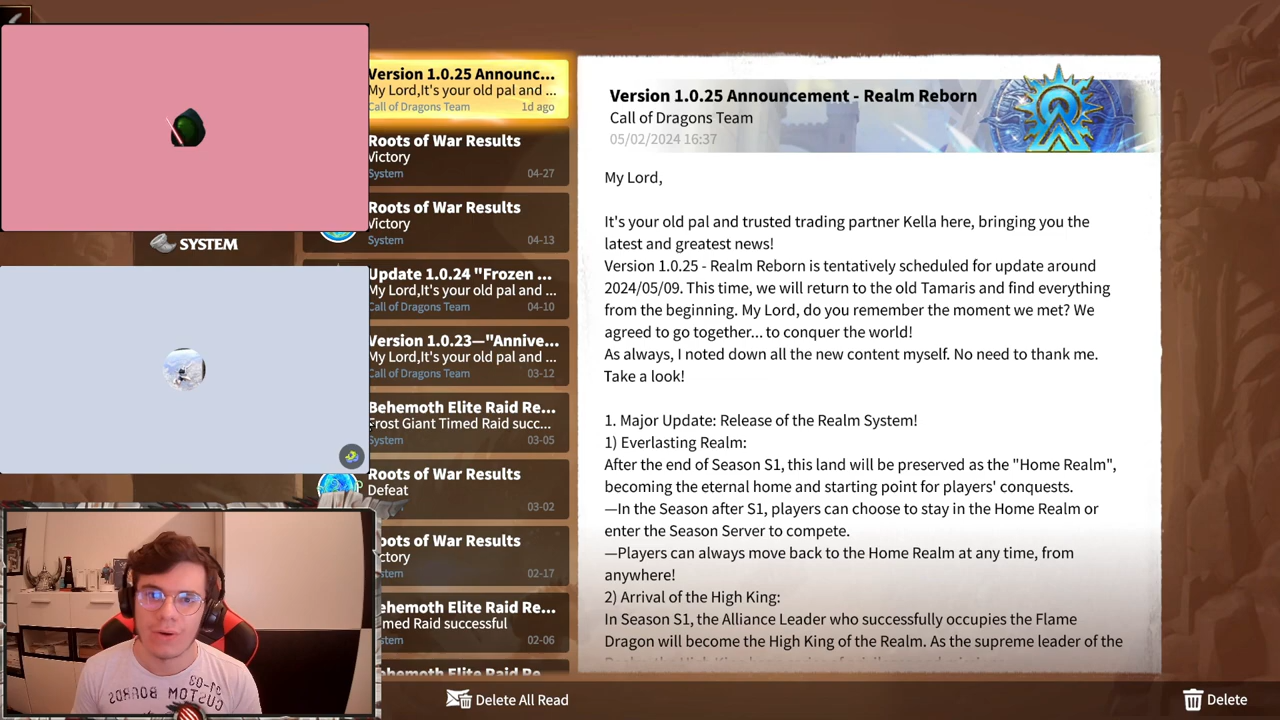 SYSTEM
Version 1.0.25 Announc...
My Lord,It's your old pal and ...
Call of Dragons Team
1d ago
Roots of War Results
Victory
System
04-27
Roots of War Results
Victory
System
04-13
Update 1.0.24 "Frozen ...
My Lord,It's your old pal and ...
Call of Dragons Team
04-10
Version 1.0.23—"Annive...
My Lord,It's your old pal and ...
Call of Dragons Team
03-12
Behemoth Elite Raid Re...
Frost Giant Timed Raid succ...
System
03-05
Roots of War Results
Defeat
03-02
oots of War Results
ctory
stem
02-17
ehemoth Elite Raid Re...
med Raid successful
stem
02-06
ehemoth Elite Raid Re
Delete All Read
Version 1.0.25 Announcement - Realm Reborn
Call of Dragons Team
05/02/2024 16:37
My Lord,
It's your old pal and trusted trading partner Kella here, bringing you the
latest and greatest news!
Version 1.0.25 - Realm Reborn is tentatively scheduled for update around
2024/05/09. This time, we will return to the old Tamaris and find everything
from the beginning. My Lord, do you remember the moment we met? We
agreed to go together... to conquer the world!
As always, I noted down all the new content myself. No need to thank me.
Take a look!
1. Major Update: Release of the Realm System!
1) Everlasting Realm:
After the end of Season S1, this land will be preserved as the "Home Realm",
becoming the eternal home and starting point for players' conquests.
—In the Season after S1, players can choose to stay in the Home Realm or
enter the Season Server to compete.
—Players can always move back to the Home Realm at any time, from
anywhere!
2) Arrival of the High King:
In Season S1, the Alliance Leader who successfully occupies the Flame
Dragon will become the High King of the Realm. As the supreme leader of the
Delete